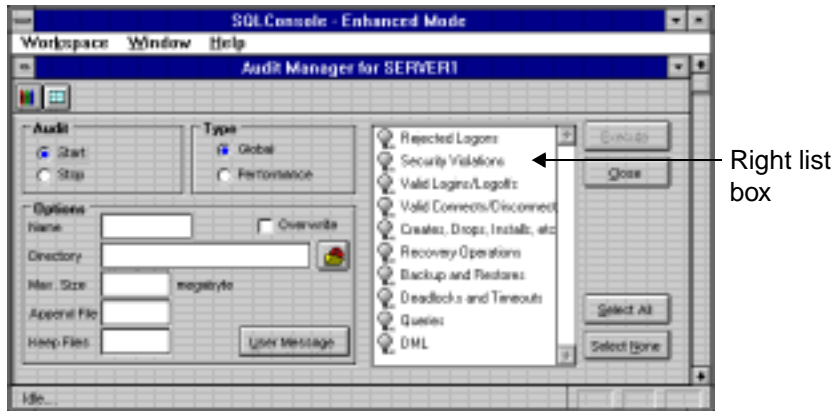 SQLConsole - Enhanced Mode
Workspace Window Help
Audit Manager for SERVER1
Audit
Start
Stop
Type
Global
Performance
Options
Name
Overwrite
Directory
Max. Size
megabyte
Append File
Keep Files
User Message
Rejected Logons
Security Violations
Valid Logins/Logoffs
Valid Connects/Disconnect
Creates, Drops, Installs, etc
Recovery Operations
Backup and Restores
Deadlocks and Timeouts
Queries
DML
Execute
Close
Select All
Select None
Right list
box
Idle...